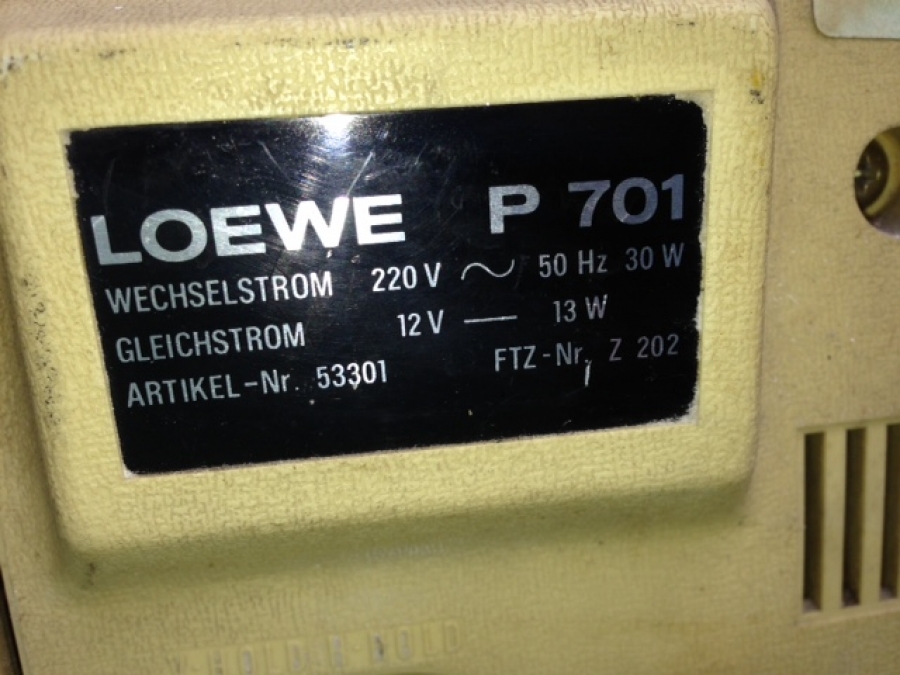 LOEWE P 701
WECHSELSTROM 220 V ~ 50 Hz 30 W
GLEICHSTROM 12 V — 13 W
ARTIKEL-Nr. 53301 FTZ-Nr. Z 202